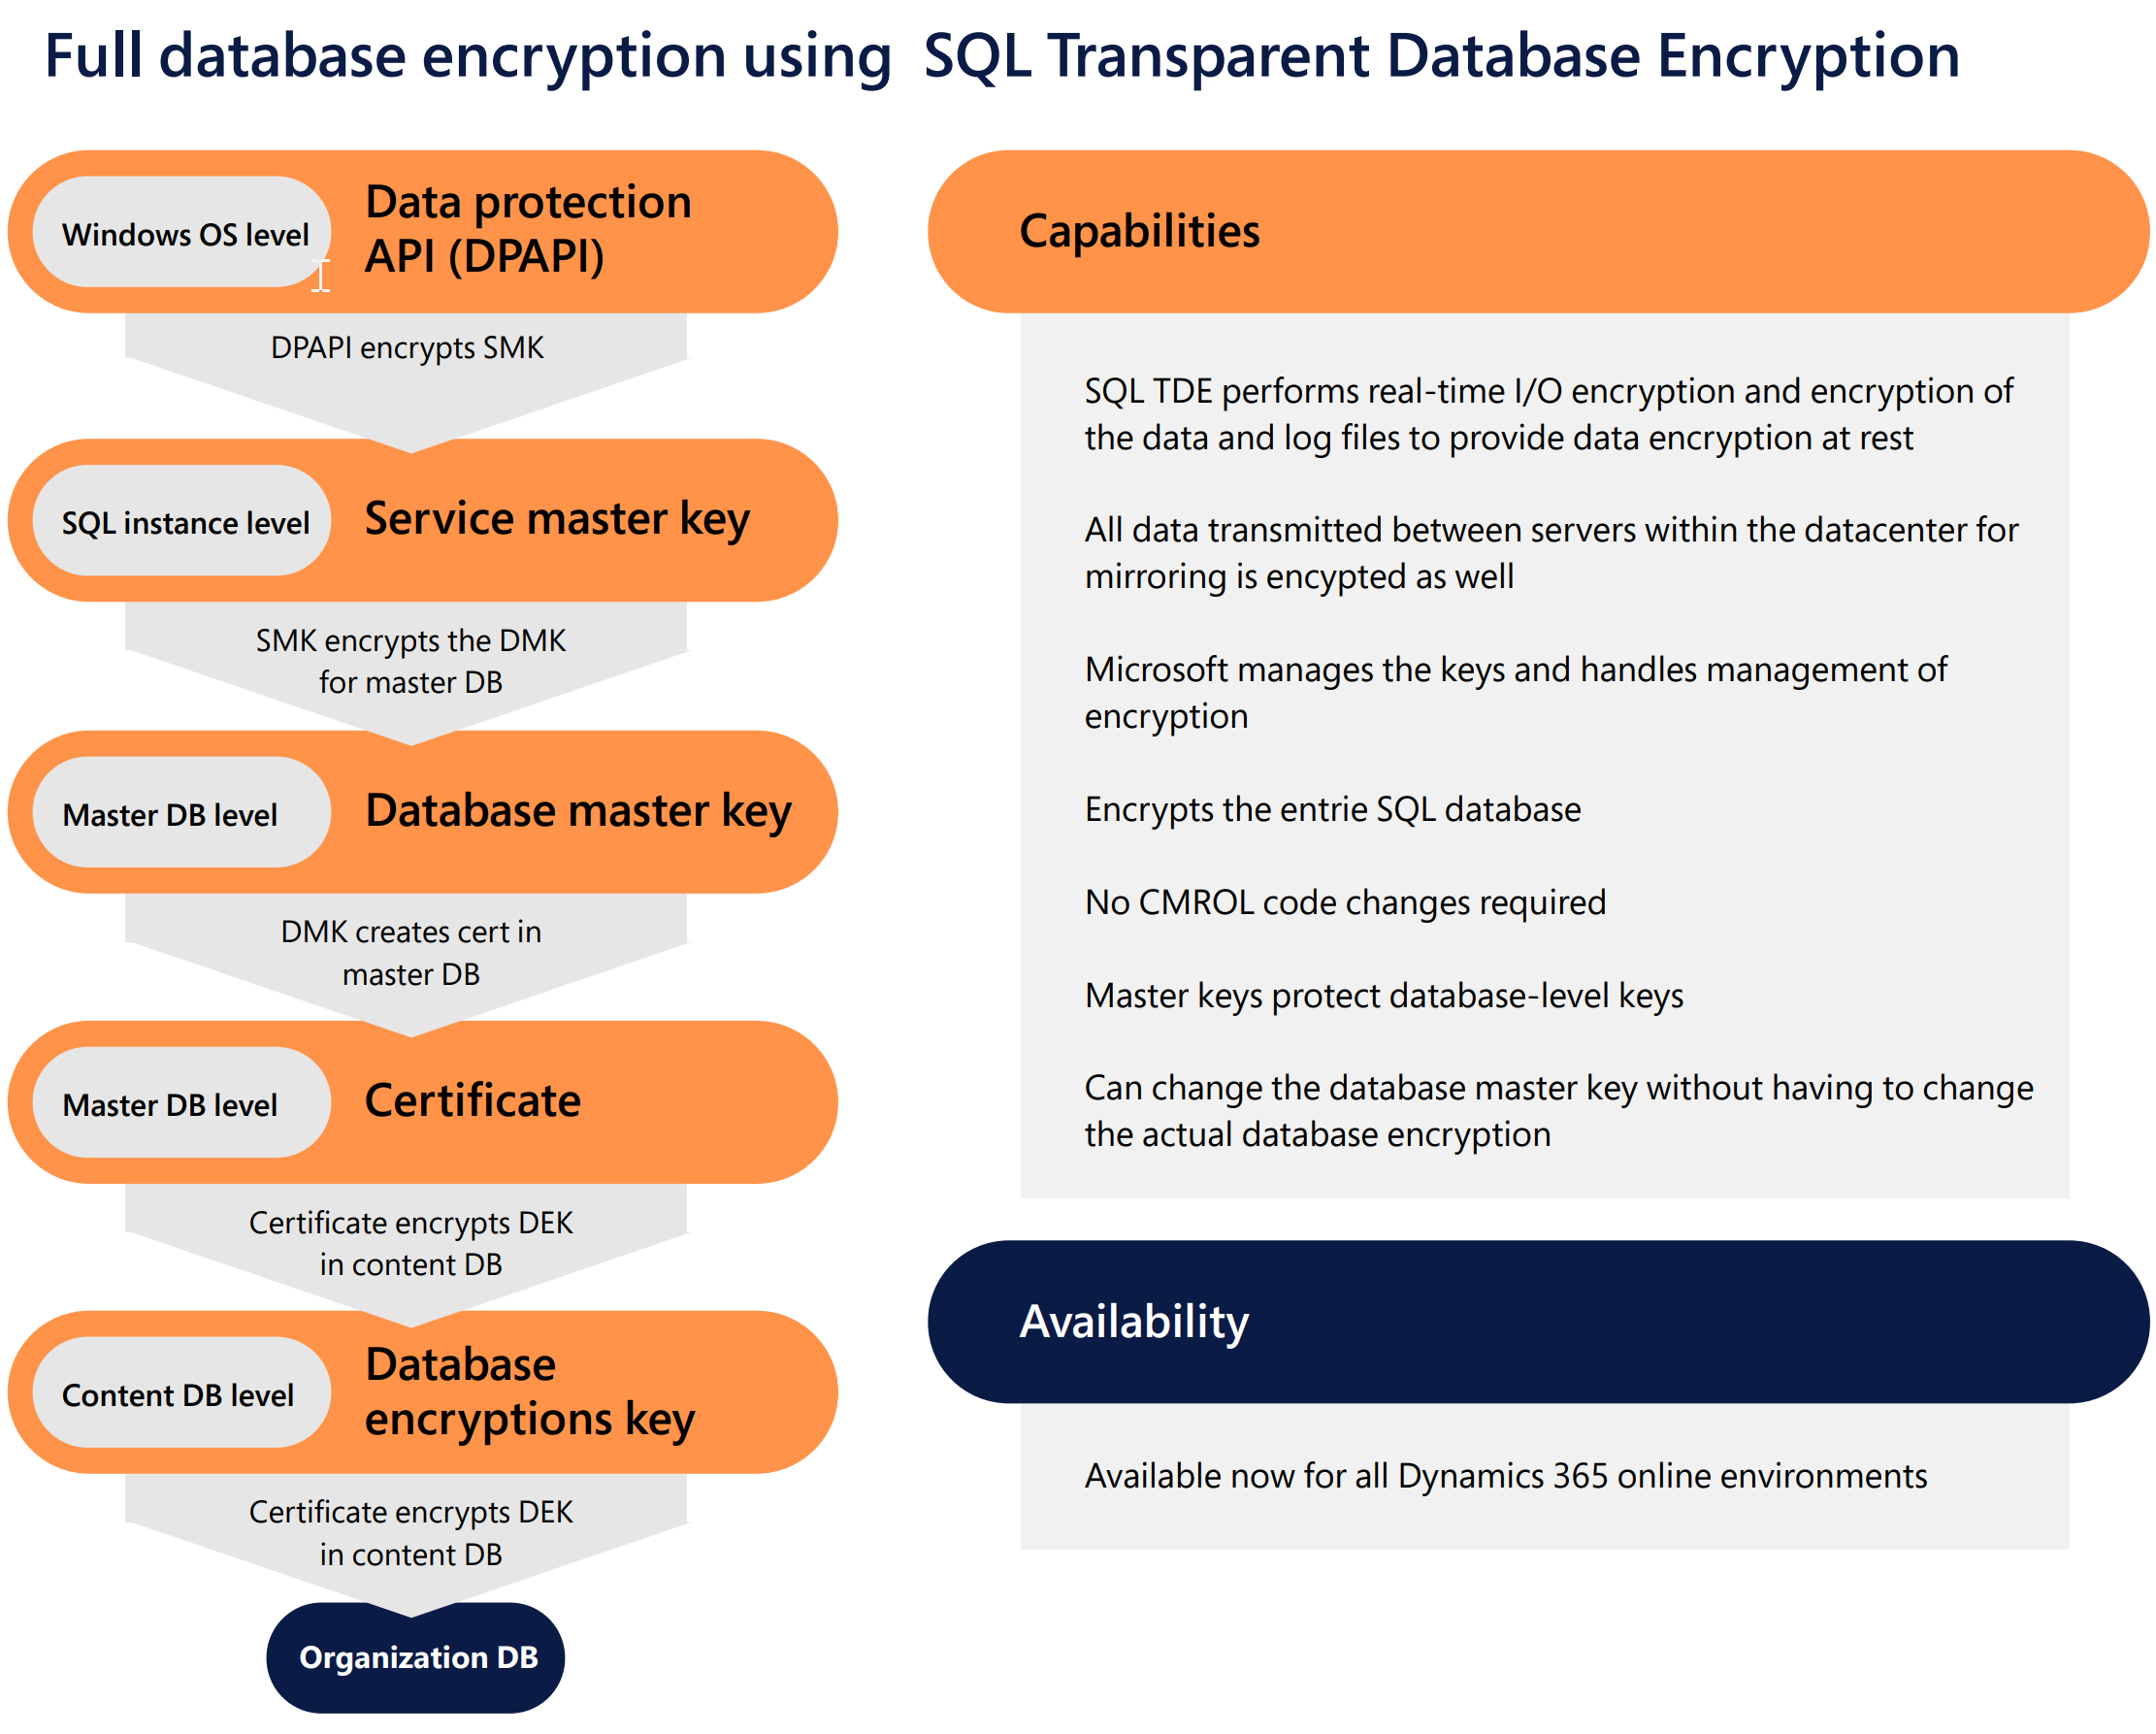 Full database encryption using SQL Transparent Database Encryption
Windows OS level
Data protection
API (DPAPI)
DPAPI encrypts SMK
SQL instance level
Service master key
SMK encrypts the DMK
for master DB
Master DB level
Database master key
DMK creates cert in
master DB
Master DB level
Certificate
Certificate encrypts DEK
in content DB
Content DB level
Database
encryptions key
Certificate encrypts DEK
in content DB
Organization DB
Capabilities
SQL TDE performs real-time I/O encryption and encryption of
the data and log files to provide data encryption at rest
All data transmitted between servers within the datacenter for
mirroring is encypted as well
Microsoft manages the keys and handles management of
encryption
Encrypts the entrie SQL database
No CMROL code changes required
Master keys protect database-level keys
Can change the database master key without having to change
the actual database encryption
Availability
Available now for all Dynamics 365 online environments